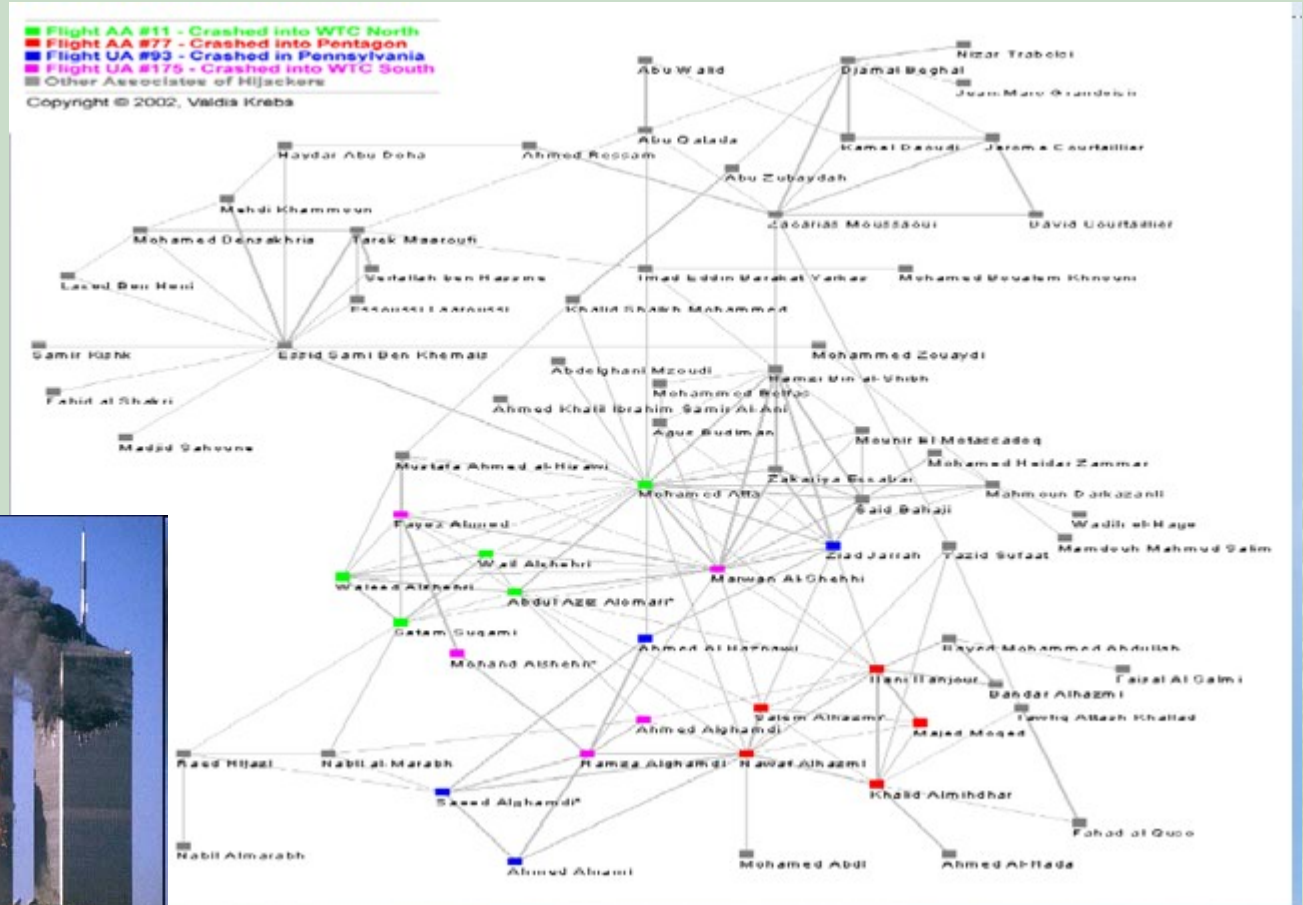 Flight AA #11 - Crashed into WTC North
Flight AA #77 - Crashed into Pentagon
Flight UA #93 - Crashed in Pennsylvania
Flight UA #175 - Crashed into WTC South
Other Associates of Hijackers
Copyright © 2002, Valdis Krebs
Nizar Trabelsi
Abu Walid
Djamal Beghal
Jean-Marc Grandvisir
Abu Qatada
Kamel Daoudi
Jerome Courtaillier
Haydar Abu Doha
Ahmed Ressam
Abu Zubaydah
Mehdi Khammoun
Zacarias Moussaoui
David Courtaillier
Mohamed Bensakhria
Tarek Maaroufi
Lased Ben Heni
Imad Eddin Barakat Yarkas
Essoussi Laaroussi
Khalid Shaikh Mohammed
Samir Kishk
Essid Sami Ben Khemais
Mohammed Zouaydi
Abdelghani Mzoudi
Ramzi Bin al-Shibh
Mohammed Belfas
Fahid al Shakri
Ahmed Khalil Ibrahim Samir Al-Ani
Agus Budiman
Mounir El Motassadeq
Madjid Sahoune
Mustafa Ahmed al-Hisawi
Mohamed Heidar Zammar
Zakariya Essabar
Mohamed Atta
Mahmoun Darkazanli
Said Bahaji
Wadih el-Hage
Fayez Ahmed
Mamdouh Mahmud Salim
Ziad Jarrah
Yazid Sufaat
Wail Alshehri
Marwan Al-Shehhi
Waleed Alshehri
Abdul Aziz Alomari*
Satam Suqami
Ahmed Al Haznawi
Rayed Mohammed Abdullah
Mohand Alshehri*
Hani Hanjour
Faisal Al Salmi
Bandar Alhazmi
Salem Alhazmi*
Tawfiq Attash Khallad
Ahmed Alghamdi
Majed Moqed
Raed Hijazi
Nabil al-Marabh
Hamza Alghamdi
Nawaf Alhazmi
Khalid Almihdhar
Saeed Alghamdi*
Fahad al Quso
Nabil Almarabh
Ahmed Alnami
Mohamed Abdi
Ahmed Al-Hada